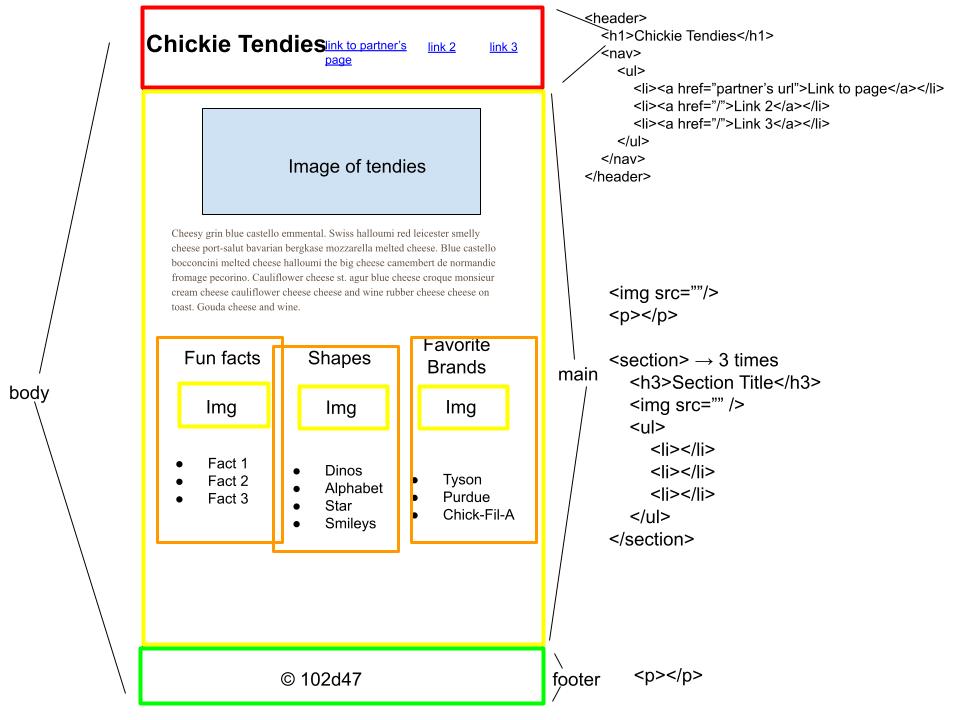 Chickie Tendies
link to partner’s
page
link 2
link 3
<header>
<h1>Chickie Tendies</h1>
<nav>
<ul>
<li><a href=”partner’s url”>Link to page</a></li>
<li><a href=”/”>Link 2</a></li>
<li><a href=”/”>Link 3</a></li>
</ul>
</nav>
</header>
Image of tendies
Cheesy grin blue castello emmental. Swiss halloumi red leicester smelly
cheese port-salut bavarian bergkase mozzarella melted cheese. Blue castello
bocconcini melted cheese halloumi the big cheese camembert de normandie
fromage pecorino. Cauliflower cheese st. agur blue cheese croque monsieur
cream cheese cauliflower cheese cheese and wine rubber cheese cheese on
toast. Gouda cheese and wine.
body
Fun facts
Img
● Fact 1
● Fact 2
● Fact 3
Shapes
Img
● Dinos
● Alphabet
● Star
● Smileys
Favorite
Brands
Img
● Tyson
● Purdue
● Chick-Fil-A
main
<img src=””/>
<p></p>
<section> → 3 times
<h3>Section Title</h3>
<img src=”” />
<ul>
<li></li>
<li></li>
<li></li>
</ul>
</section>
© 102d47
footer
<p></p>